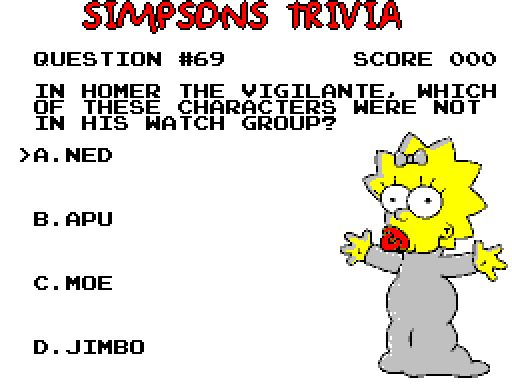 SIMPSONS TRIVIA
QUESTION #69 SCORE 000
IN HOMER THE VIGILANTE, WHICH
OF THESE CHARACTERS WERE NOT
IN HIS WATCH GROUP?
>A.NED
B.APU
C.MOE
D.JIMBO